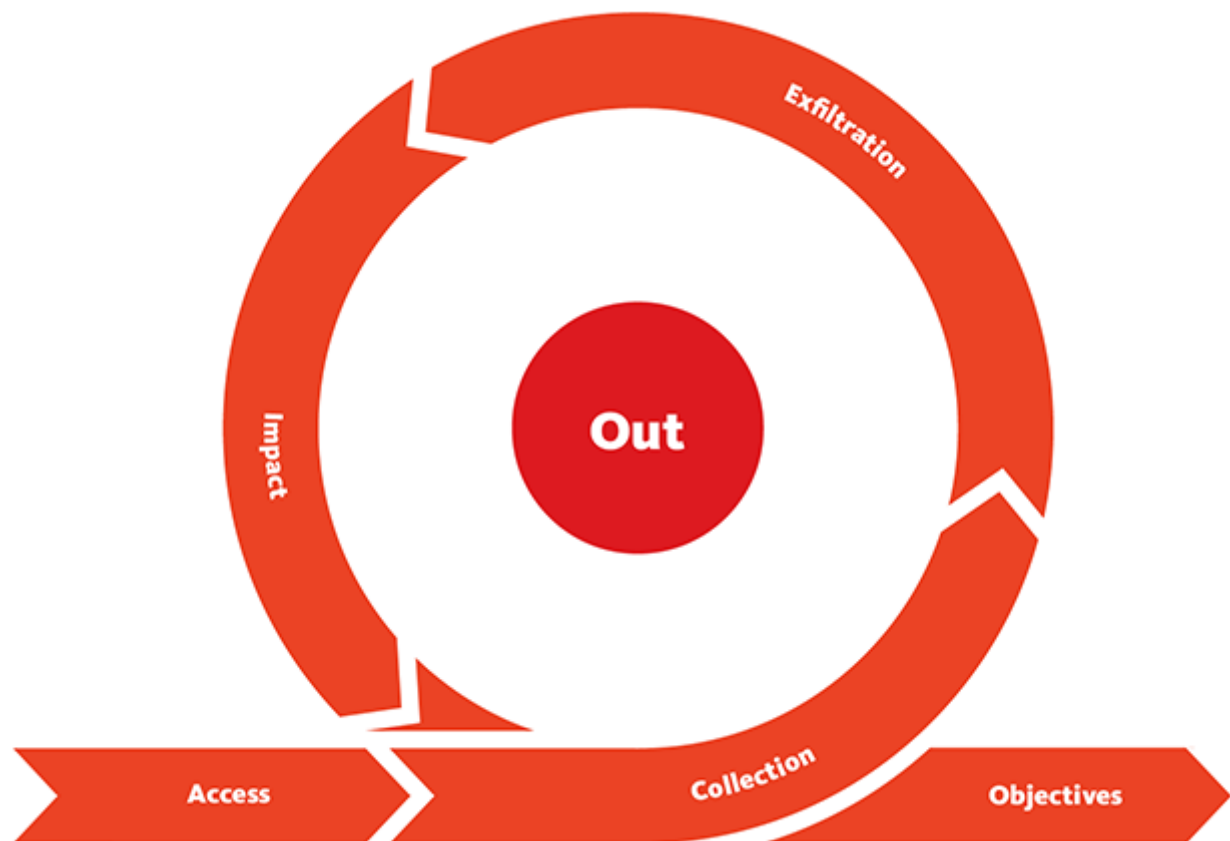 Exfiltration
Impact
Out
Access
Collection
Objectives